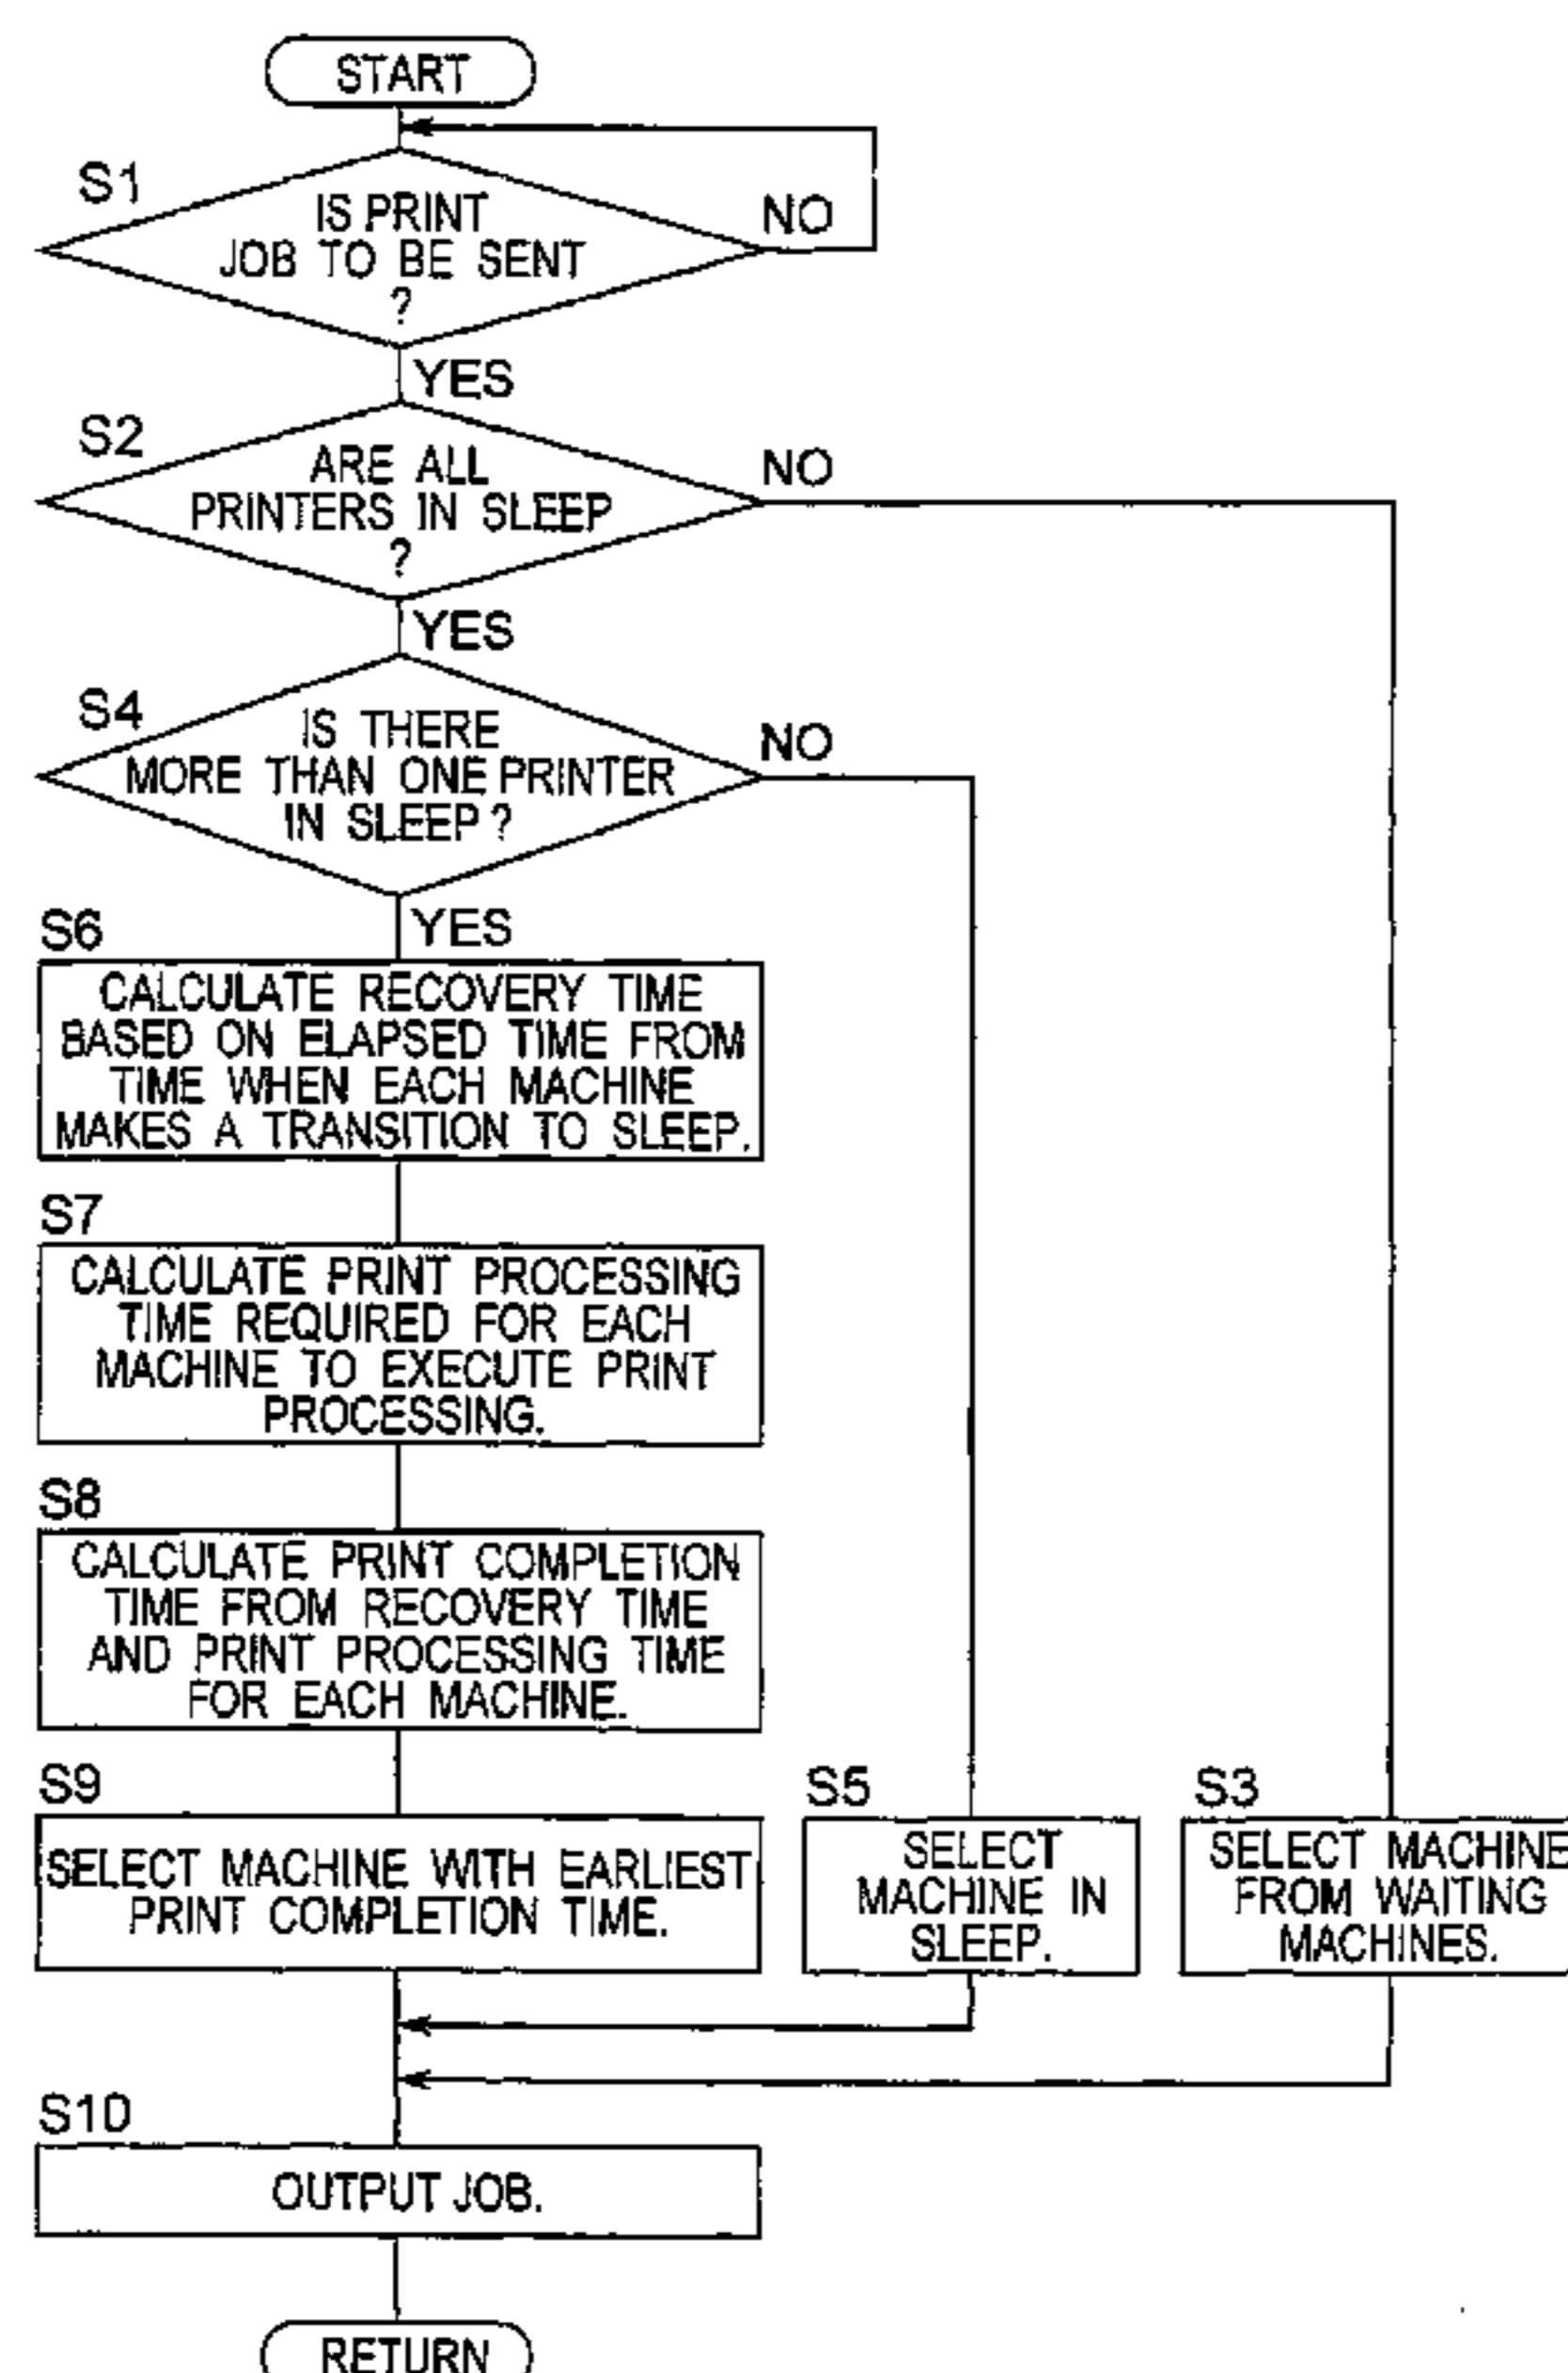 START
S1
IS PRINT
JOB TO BE SENT
?
NO
YES
S2
ARE ALL
PRINTERS IN SLEEP
?
NO
YES
S4
IS THERE
MORE THAN ONE PRINTER
IN SLEEP ?
NO
YES
S6
CALCULATE RECOVERY TIME
BASED ON ELAPSED TIME FROM
TIME WHEN EACH MACHINE
MAKES A TRANSITION TO SLEEP.
S7
CALCULATE PRINT PROCESSING
TIME REQUIRED FOR EACH
MACHINE TO EXECUTE PRINT
PROCESSING.
S8
CALCULATE PRINT COMPLETION
TIME FROM RECOVERY TIME
AND PRINT PROCESSING TIME
FOR EACH MACHINE.
S9
SELECT MACHINE WITH EARLIEST
PRINT COMPLETION TIME.
S5
SELECT
MACHINE IN
SLEEP.
S3
SELECT MACHINE
FROM WAITING
MACHINES.
S10
OUTPUT JOB.
RETURN